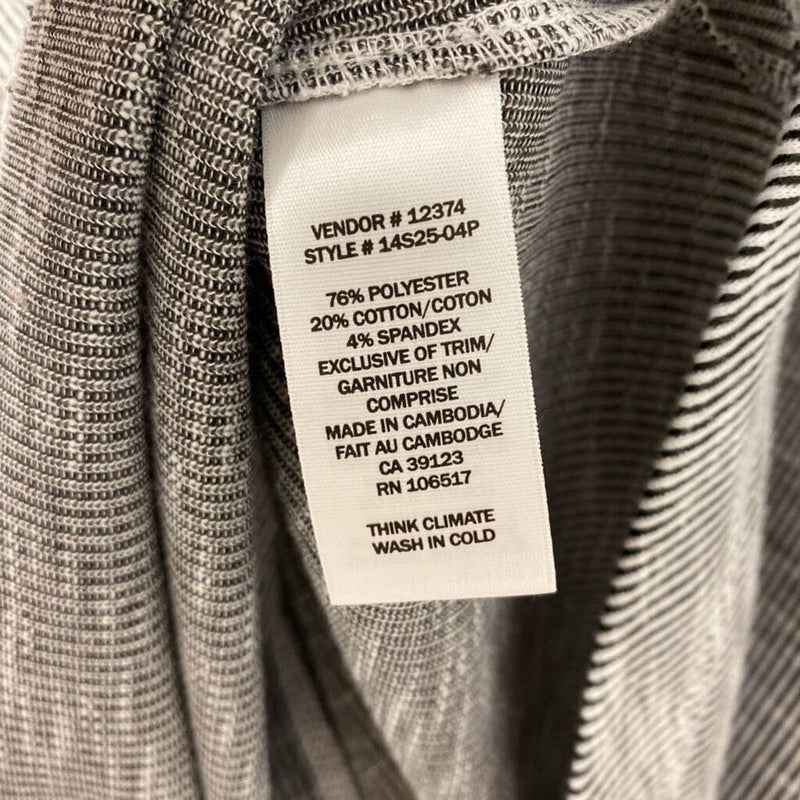 VENDOR # 12374
STYLE # 14S25-04P
76% POLYESTER
20% COTTON/COTON
4% SPANDEX
EXCLUSIVE OF TRIM/
GARNITURE NON
COMPRISE
MADE IN CAMBODIA/
FAIT AU CAMBODGE
CA 39123
RN 106517
THINK CLIMATE
WASH IN COLD